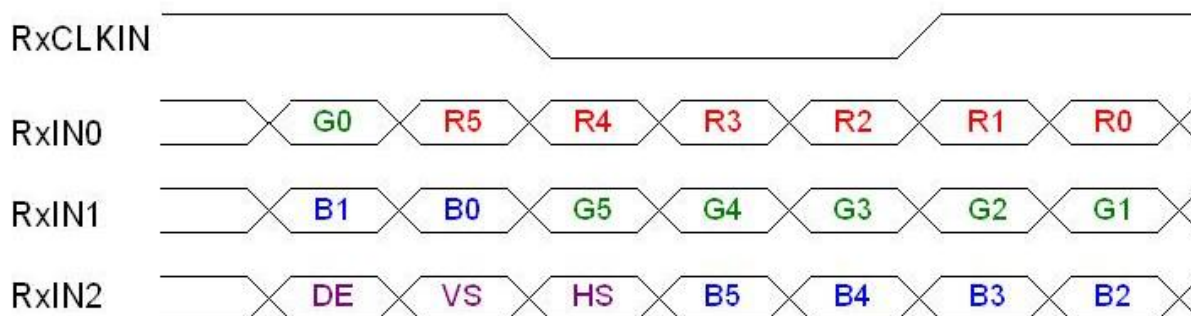 RxCLKIN
RxIN0 G0 R5 R4 R3 R2 R1 R0
RxIN1 B1 B0 G5 G4 G3 G2 G1
RxIN2 DE VS HS B5 B4 B3 B2